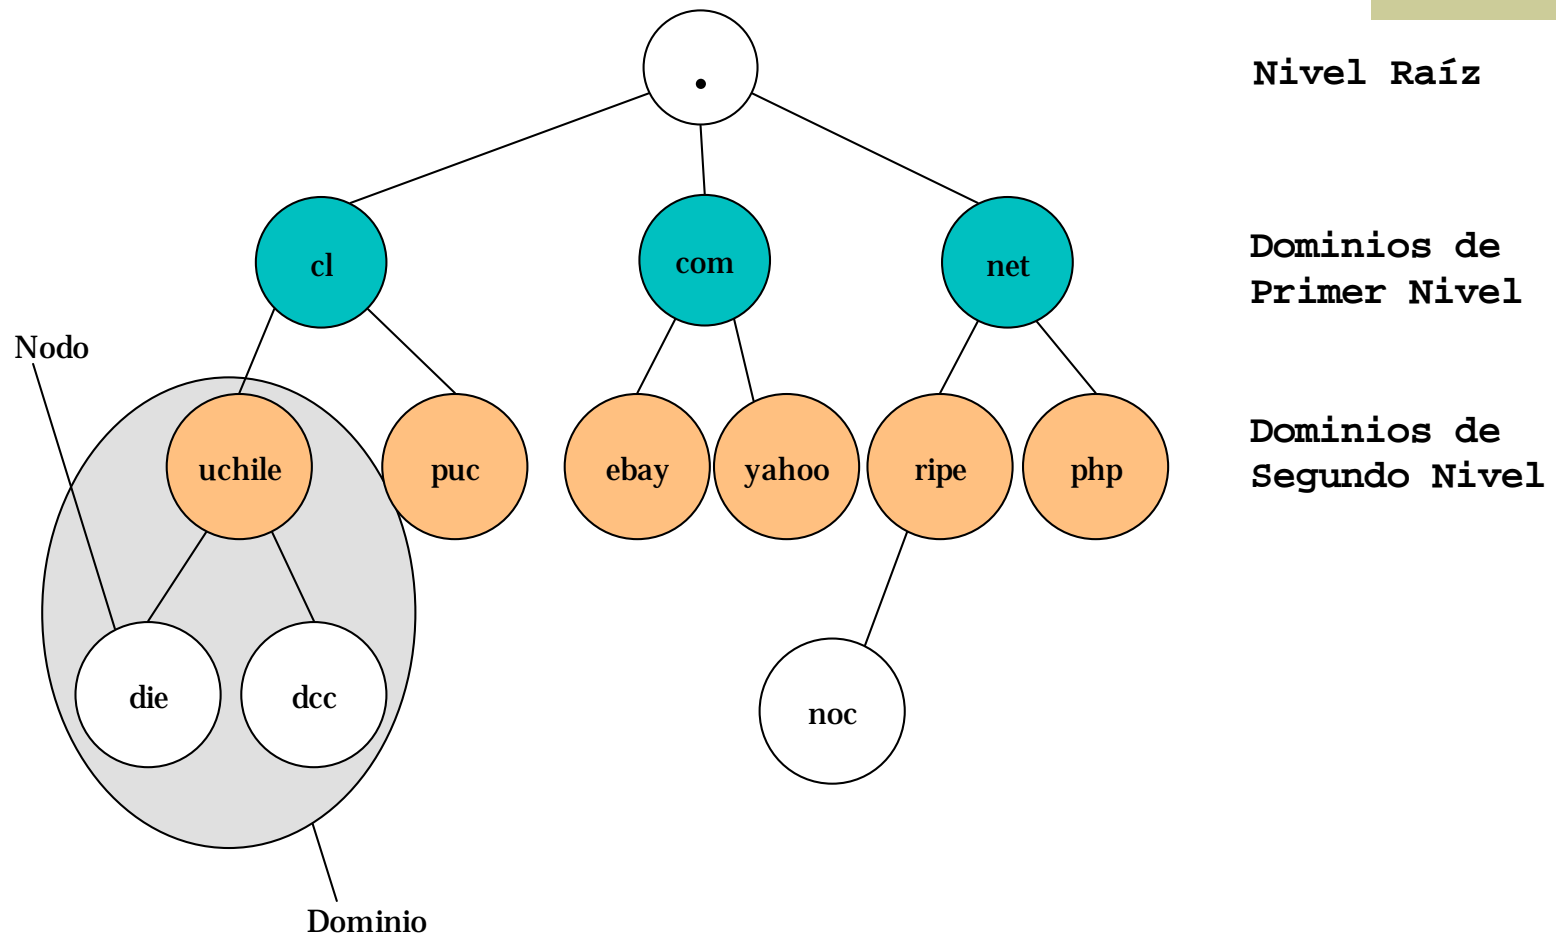 .
Nivel Raíz
cl
com
net
Dominios de
Primer Nivel
Nodo
uchile
puc
ebay
yahoo
ripe
php
Dominios de
Segundo Nivel
die
dcc
noc
Dominio